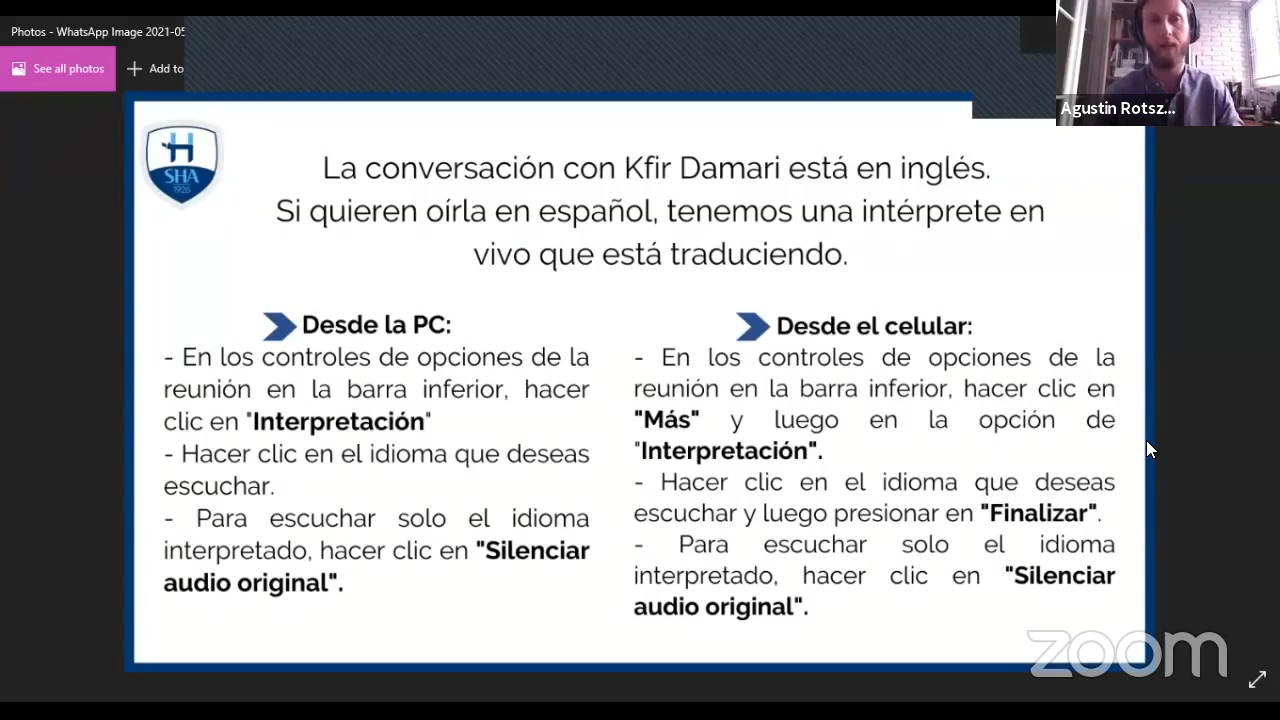 Photos - WhatsApp Image 2021-05
See all photos
Add to
Agustin Rotsz...
H
SHA
1926
La conversación con Kfir Damari está en inglés.
Si quieren oírla en español, tenemos una intérprete en
vivo que está traduciendo.
Desde la PC:
- En los controles de opciones de la
reunión en la barra inferior, hacer
clic en "Interpretación"
- Hacer clic en el idioma que deseas
escuchar.
- Para escuchar solo el idioma
interpretado, hacer clic en "Silenciar
audio original".
Desde el celular:
- En los controles de opciones de la
reunión en la barra inferior, hacer clic en
"Más" y luego en la opción de
"Interpretación".
- Hacer clic en el idioma que deseas
escuchar y luego presionar en "Finalizar".
- Para escuchar solo el idioma
interpretado, hacer clic en "Silenciar
audio original".
zoom